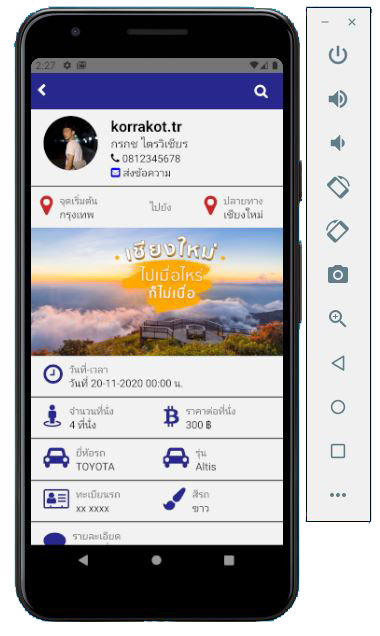 2:27
korrakot.tr
กรกช ไตรวิเชียร
0812345678
ส่งข้อความ
จุดเริ่มต้น
กรุงเทพ
ไปยัง
ปลายทาง
เชียงใหม่
เชียงใหม่
ไปเมื่อไหร่
ก็ไม่เบื่อ
วันที่-เวลา
วันที่ 20-11-2020 00:00 น.
จำนวนที่นั่ง
4 ที่นั่ง
ราคาต่อที่นั่ง
300 ฿
ยี่ห้อรถ
TOYOTA
รุ่น
Altis
ทะเบียนรถ
xx xxxx
สีรถ
ขาว
รายละเอียด